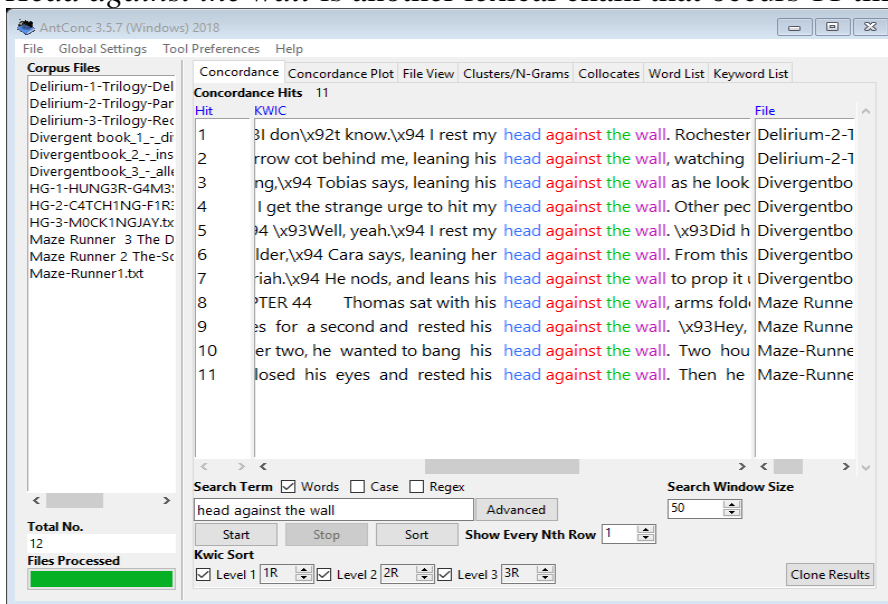 Head against the wall is another lexical chain that occurs 11
AntConc 3.5.7 (Windows) 2018
File Global Settings Tool Preferences Help
Corpus Files
Delirium-1-Trilogy-Del
Delirium-2-Trilogy-Par
Delirium-3-Trilogy-Rec
Divergent book_1_-_di
Divergentbook_2_-_ins
Divergentbook_3_-_alle
HG-1-HUNG3R-G4M3
HG-2-C4TCH1NG-F1R3
HG-3-M0CK1NGJAY.tx
Maze Runner 3 The D
Maze Runner 2 The-Sc
Maze-Runner1.txt
Total No.
12
Files Processed
Concordance Concordance Plot File View Clusters/N-Grams Collocates Word List Keyword List
Concordance Hits 11
Hit KWIC File
1 3I don\x92t know.\x94 I rest my head against the wall. Rochester Delirium-2-T
2 rrow cot behind me, leaning his head against the wall, watching Delirium-2-1
3 ng,\x94 Tobias says, leaning his head against the wall as he look Divergentbo
4 I get the strange urge to hit my head against the wall. Other pec Divergentbo
5 94 \x93Well, yeah.\x94 I rest my head against the wall. \x93Did h Divergentbo
6 lder,\x94 Cara says, leaning her head against the wall. From this Divergentbo
7 riah.\x94 He nods, and leans his head against the wall to prop it u Divergentbo
8 PTER 44 Thomas sat with his head against the wall, arms folde Maze Runne
9 es for a second and rested his head against the wall. \x93Hey, Maze Runne
10 er two, he wanted to bang his head against the wall. Two hou Maze-Runne
11 losed his eyes and rested his head against the wall. Then he Maze-Runne
Search Term Words Case Regex
head against the wall Advanced
Search Window Size
50
Start Stop Sort Show Every Nth Row 1
Kwic Sort
Level 1 1R Level 2 2R Level 3 3R
Clone Results